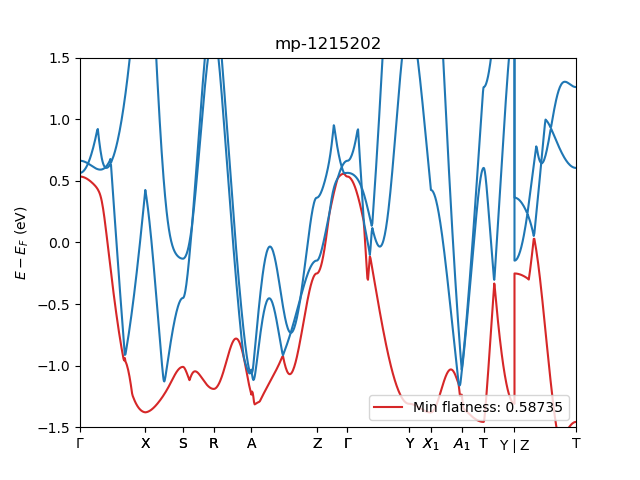 mp-1215202
1.5
1.0
0.5
0.0
−0.5
−1.0
−1.5
E − E_F (eV)
Min flatness: 0.58735
Γ X S R A Z Γ Y X₁ A₁ T Y | Z T